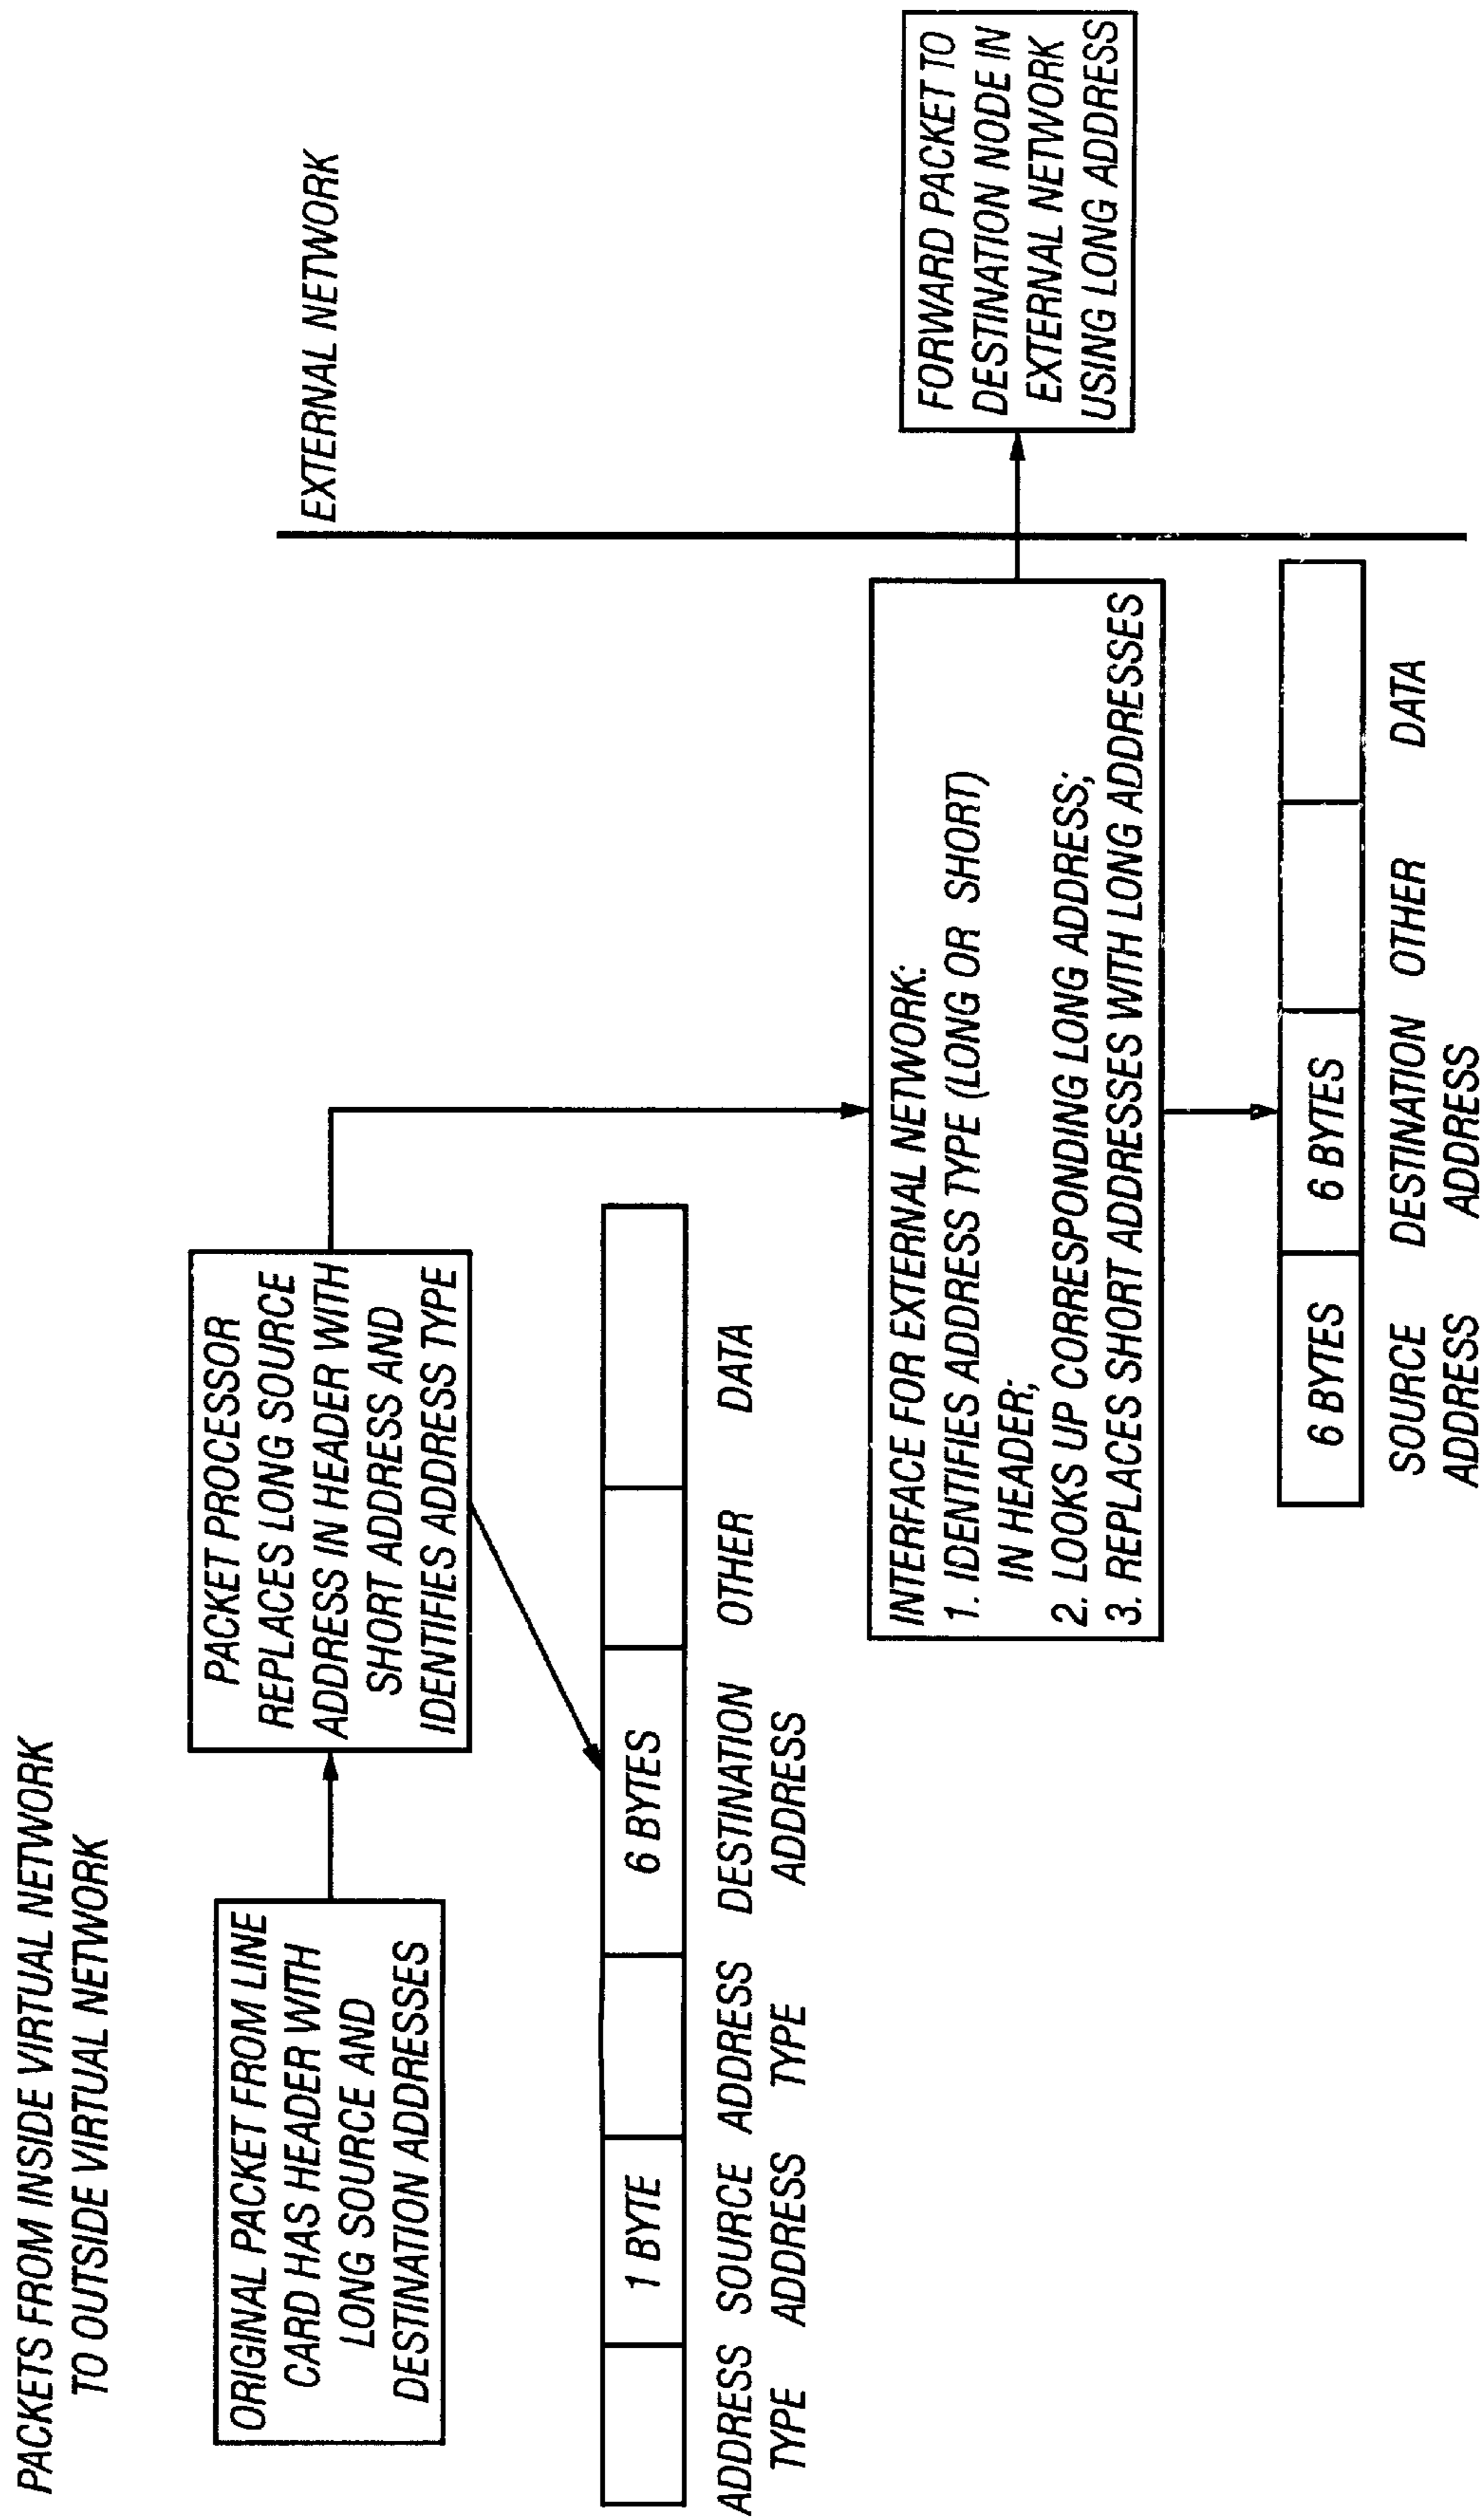 PACKETS FROM INSIDE VIRTUAL NETWORK
TO OUTSIDE VIRTUAL NETWORK
EXTERNAL NETWORK
ORIGINAL PACKET FROM LINE
CARD HAS HEADER WITH
LONG SOURCE AND
DESTINATION ADDRESSES
PACKET PROCESSOR
REPLACES LONG SOURCE
ADDRESS IN HEADER WITH
SHORT ADDRESS AND
IDENTIFIES ADDRESS TYPE
1 BYTE
6 BYTES
ADDRESS SOURCE ADDRESS DESTINATION OTHER DATA
TYPE ADDRESS TYPE ADDRESS
INTERFACE FOR EXTERNAL NETWORK:
1. IDENTIFIES ADDRESS TYPE (LONG OR SHORT)
IN HEADER;
2. LOOKS UP CORRESPONDING LONG ADDRESS;
3. REPLACES SHORT ADDRESSES WITH LONG ADDRESSES
FORWARD PACKET TO
DESTINATION NODE IN
EXTERNAL NETWORK
USING LONG ADDRESS
6 BYTES
6 BYTES
SOURCE DESTINATION OTHER DATA
ADDRESS ADDRESS